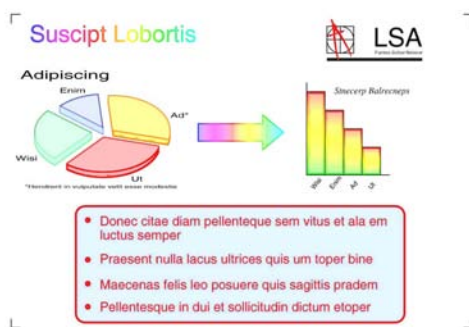 Suscipt Lobortis
LSA
Adipiscing
Enim
Ad*
Wisi
Ut
*Hendrerit in vulputate velit esse modestie
Stnecerp Balrecneps
Wisi
Enim
Ad
Ut
Donec citae diam pellenteque sem vitus et ala em
luctus semper
Praesent nulla lacus ultrices quis um toper bine
Maecenas felis leo posuere quis sagittis pradem
Pellentesque in dui et sollicitudin dictum etoper